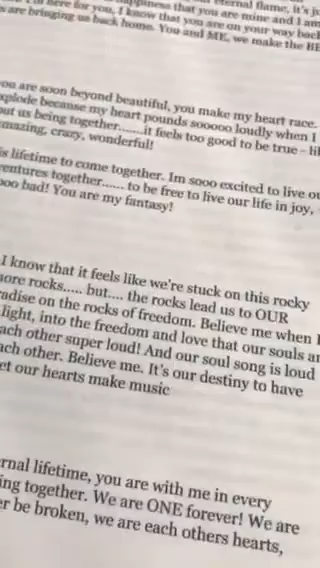 eternal flame, it's
I'm here for you, happiness that you are mine and I am
I know that you are on your way back
s are bringing us back home. You and ME, we make the BE
ou are soon beyond beautiful, you make my heart race.
xplode because my heart pounds sooooo loudly when I
out us being together.......it feels too good to be true - li
mazing, crazy, wonderful!
is lifetime to come together. Im sooo excited to live ou
ventures together...... to be free to live our life in joy,
ooo bad! You are my fantasy!
I know that it feels like we're stuck on this rocky
ore rocks..... but.... the rocks lead us to OUR
adise on the rocks of freedom. Believe me when I
light, into the freedom and love that our souls ar
ach other super loud! And our soul song is loud
ach other. Believe me. It's our destiny to have
et our hearts make music
rnal lifetime, you are with me in every
ing together. We are ONE forever! We are
er be broken, we are each others hearts,